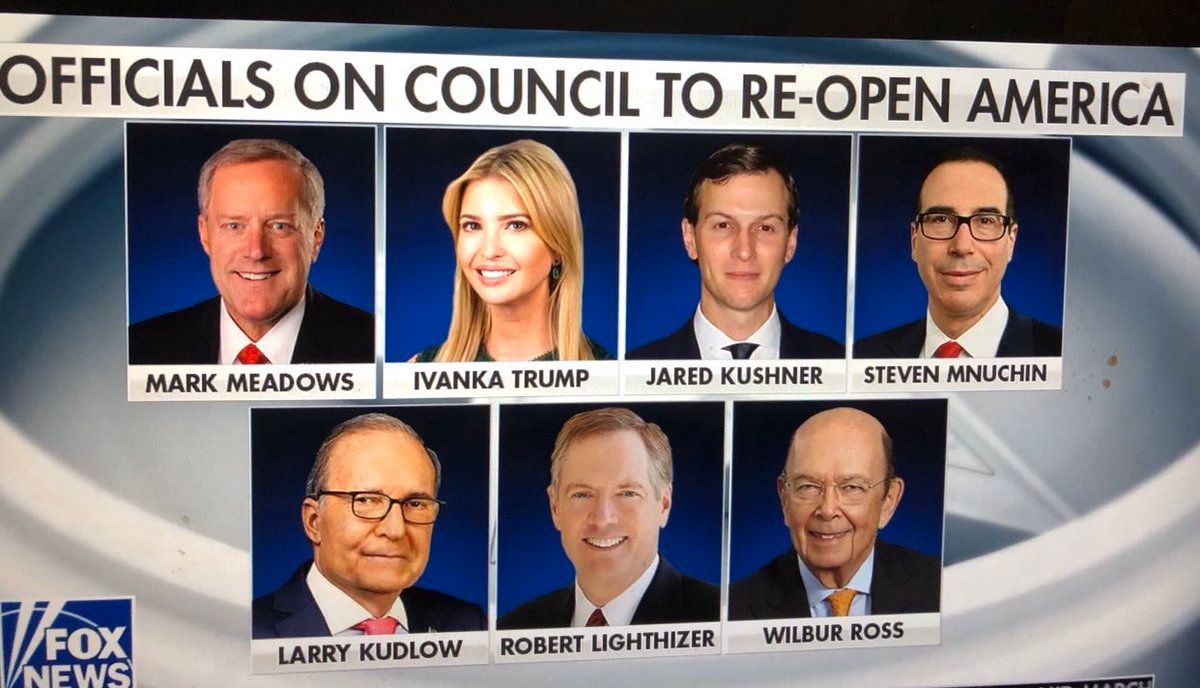 OFFICIALS ON COUNCIL TO RE-OPEN AMERICA
MARK MEADOWS
IVANKA TRUMP
JARED KUSHNER
STEVEN MNUCHIN
LARRY KUDLOW
ROBERT LIGHTHIZER
WILBUR ROSS
FOX
NEWS